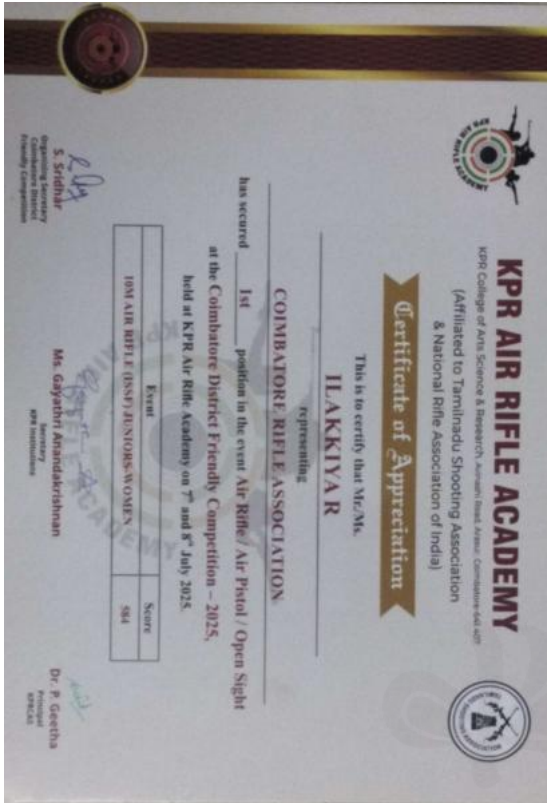 KPR AIR RIFLE ACADEMY
KPR AIR RIFLE ACADEMY
KPR College of Arts Science & Research, Avinashi Road, Arasur, Coimbatore-641 407
(Affiliated to Tamilnadu Shooting Association
& National Rifle Association of India)
Certificate of Appreciation
This is to certify that Mr./Ms.
ILAKKIYA R
representing
COIMBATORE RIFLE ASSOCIATION
has secured 1st position in the event Air Rifle / Air Pistol / Open Sight
at the Coimbatore District Friendly Competition – 2025,
held at KPR Air Rifle Academy on 7th and 8th July 2025.
Event Score
10M AIR RIFLE (ISSF) JUNIORS WOMEN 584
S. Sridhar
Organising Secretary
Coimbatore District
Friendly Competition
Ms. Gayathri Anandakrishnan
Secretary
KPR Institutions
Dr. P. Geetha
Principal
KPRCAS